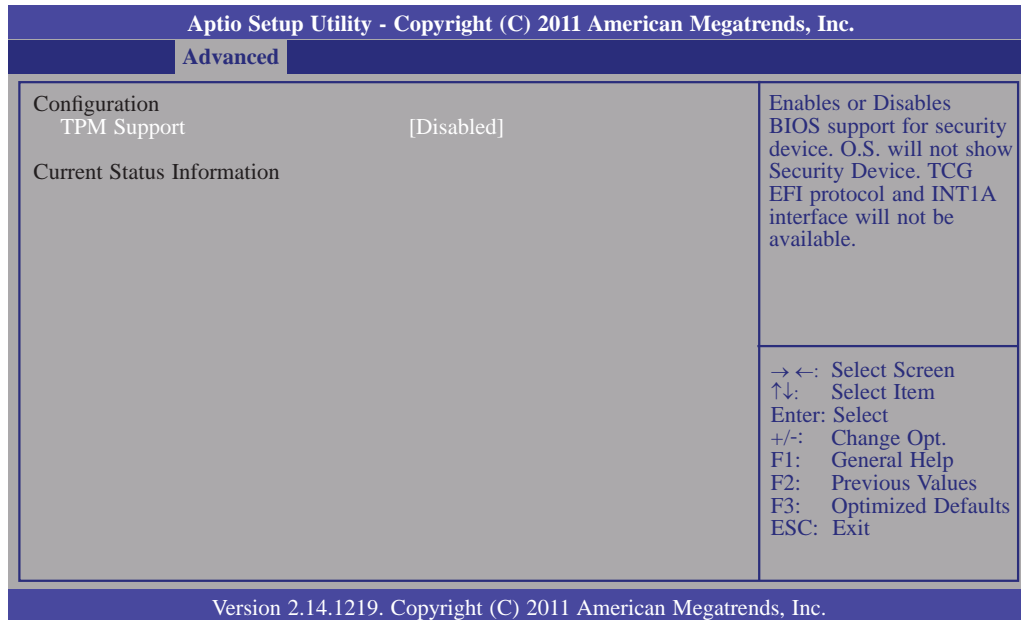 Aptio Setup Utility - Copyright (C) 2011 American Megatrends, Inc.
Advanced
Configuration
TPM Support [Disabled]
Current Status Information
Enables or Disables
BIOS support for security
device. O.S. will not show
Security Device. TCG
EFI protocol and INT1A
interface will not be
available.
→ ←: Select Screen
↑↓: Select Item
Enter: Select
+/-: Change Opt.
F1: General Help
F2: Previous Values
F3: Optimized Defaults
ESC: Exit
Version 2.14.1219. Copyright (C) 2011 American Megatrends, Inc.